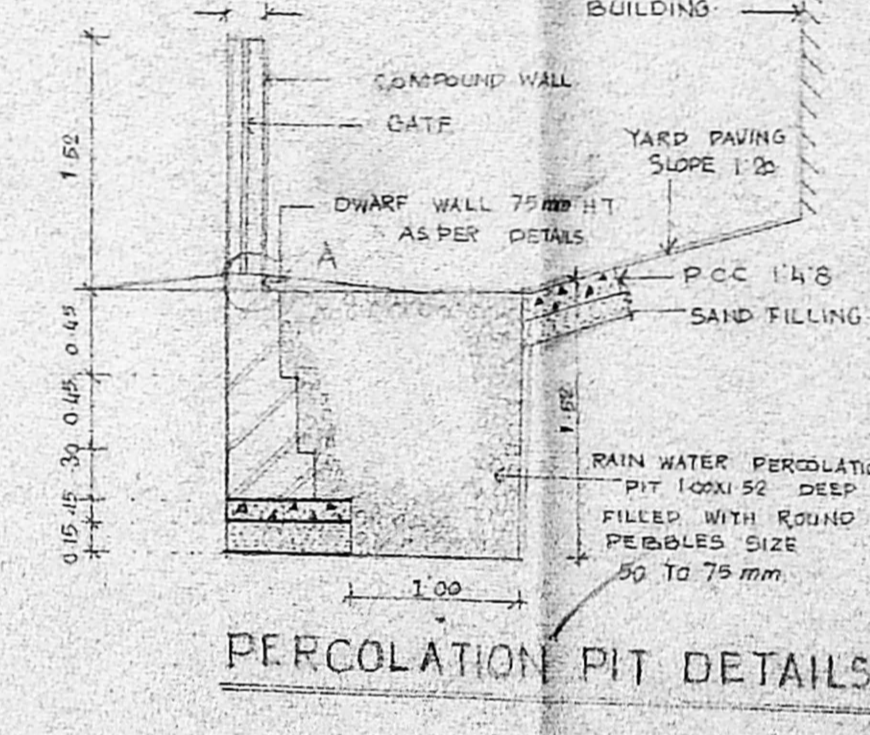 BUILDING
COMPOUND WALL
GATE
1.52
YARD PAVING
SLOPE 1:20
DWARF WALL 75mm HT
AS PER DETAILS
A
P.C.C 1:4:8
SAND FILLING
0.45
0.45
.30
.15
0.15
1.52
RAIN WATER PERCOLATIO
PIT 1.00X1.52 DEEP
FILLED WITH ROUND
PEBBLES SIZE
50 TO 75 mm
1.00
PERCOLATION PIT DETAILS